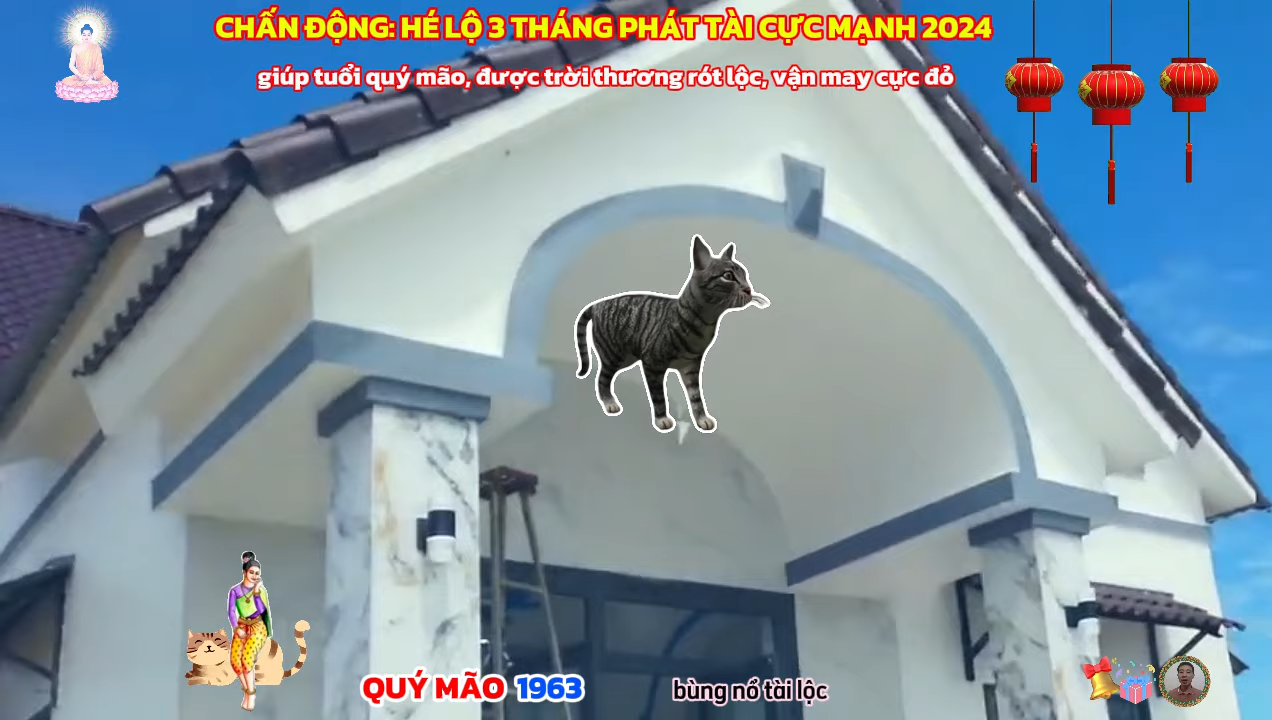 CHẤN ĐỘNG: HÉ LỘ 3 THÁNG PHÁT TÀI CỰC MẠNH 2024
giúp tuổi quý mão, được trời thương rót lộc, vận may cực đỏ
QUÝ MÃO 1963
bùng nổ tài lộc